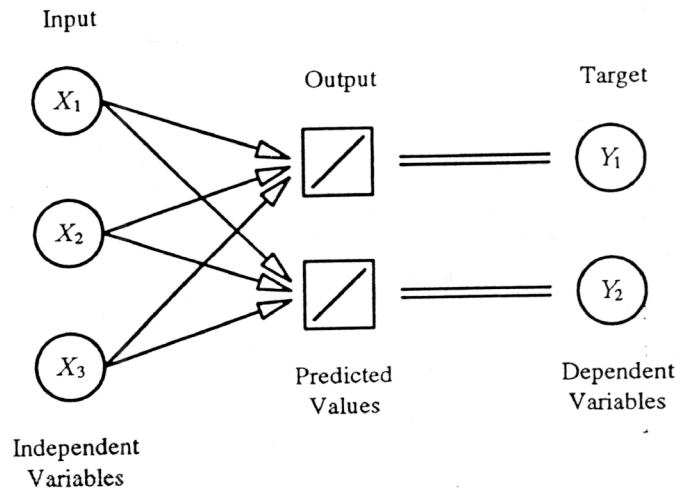 Input
Output
Target
X₁
Y₁
X₂
Y₂
X₃
Predicted
Values
Dependent
Variables
Independent
Variables